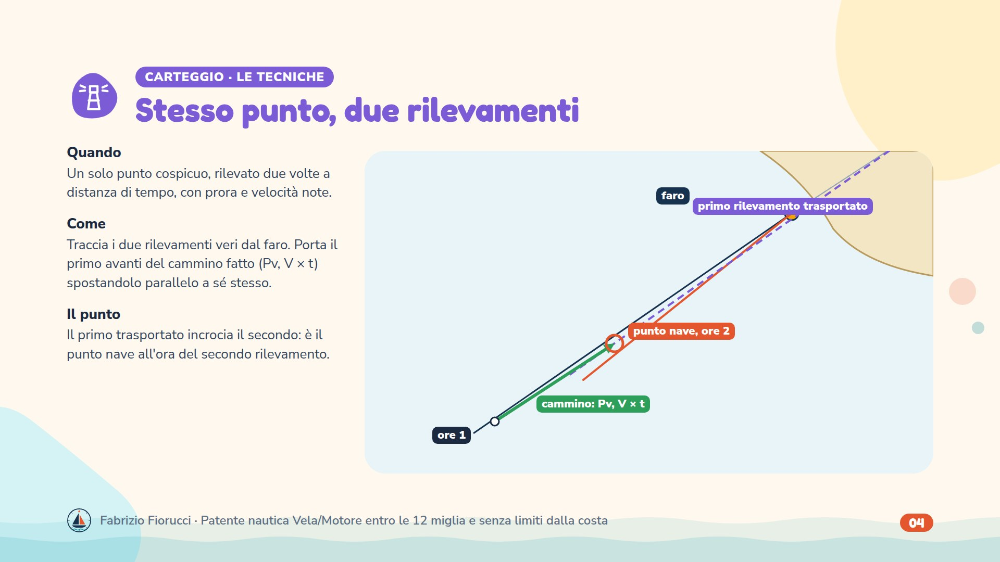 CARTEGGIO · LE TECNICHE
Stesso punto, due rilevamenti
Quando
Un solo punto cospicuo, rilevato due volte a
distanza di tempo, con prora e velocità note.
Come
Traccia i due rilevamenti veri dal faro. Porta il
primo avanti del cammino fatto (Pv, V × t)
spostandolo parallelo a sé stesso.
Il punto
Il primo trasportato incrocia il secondo: è il
punto nave all'ora del secondo rilevamento.
faro
primo rilevamento trasportato
punto nave, ore 2
cammino: Pv, V × t
ore 1
Fabrizio Fiorucci · Patente nautica Vela/Motore entro le 12 miglia e senza limiti dalla costa
04